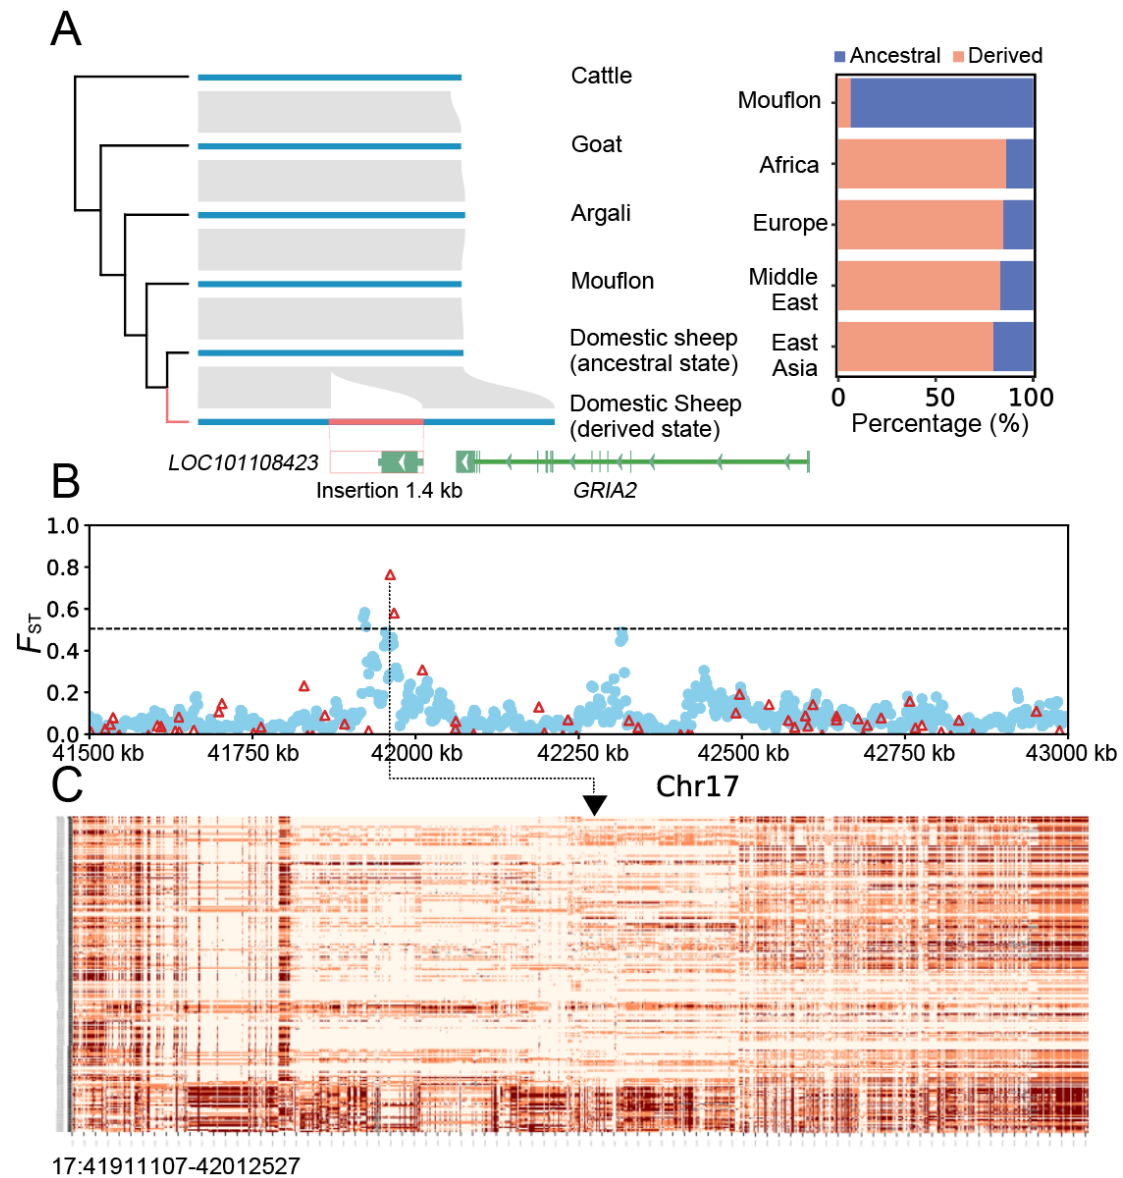 A
Ancestral Derived
Cattle
Goat
Argali
Mouflon
Domestic sheep
(ancestral state)
Domestic Sheep
(derived state)
Mouflon
Africa
Europe
Middle
East
East
Asia
0 50 100
Percentage (%)
LOC101108423
Insertion 1.4 kb
GRIA2
B
1.0
0.8
0.6
0.4
0.2
0.0
FST
41500 kb 41750 kb 42000 kb 42250 kb 42500 kb 42750 kb 43000 kb
Chr17
C
17:41911107-42012527